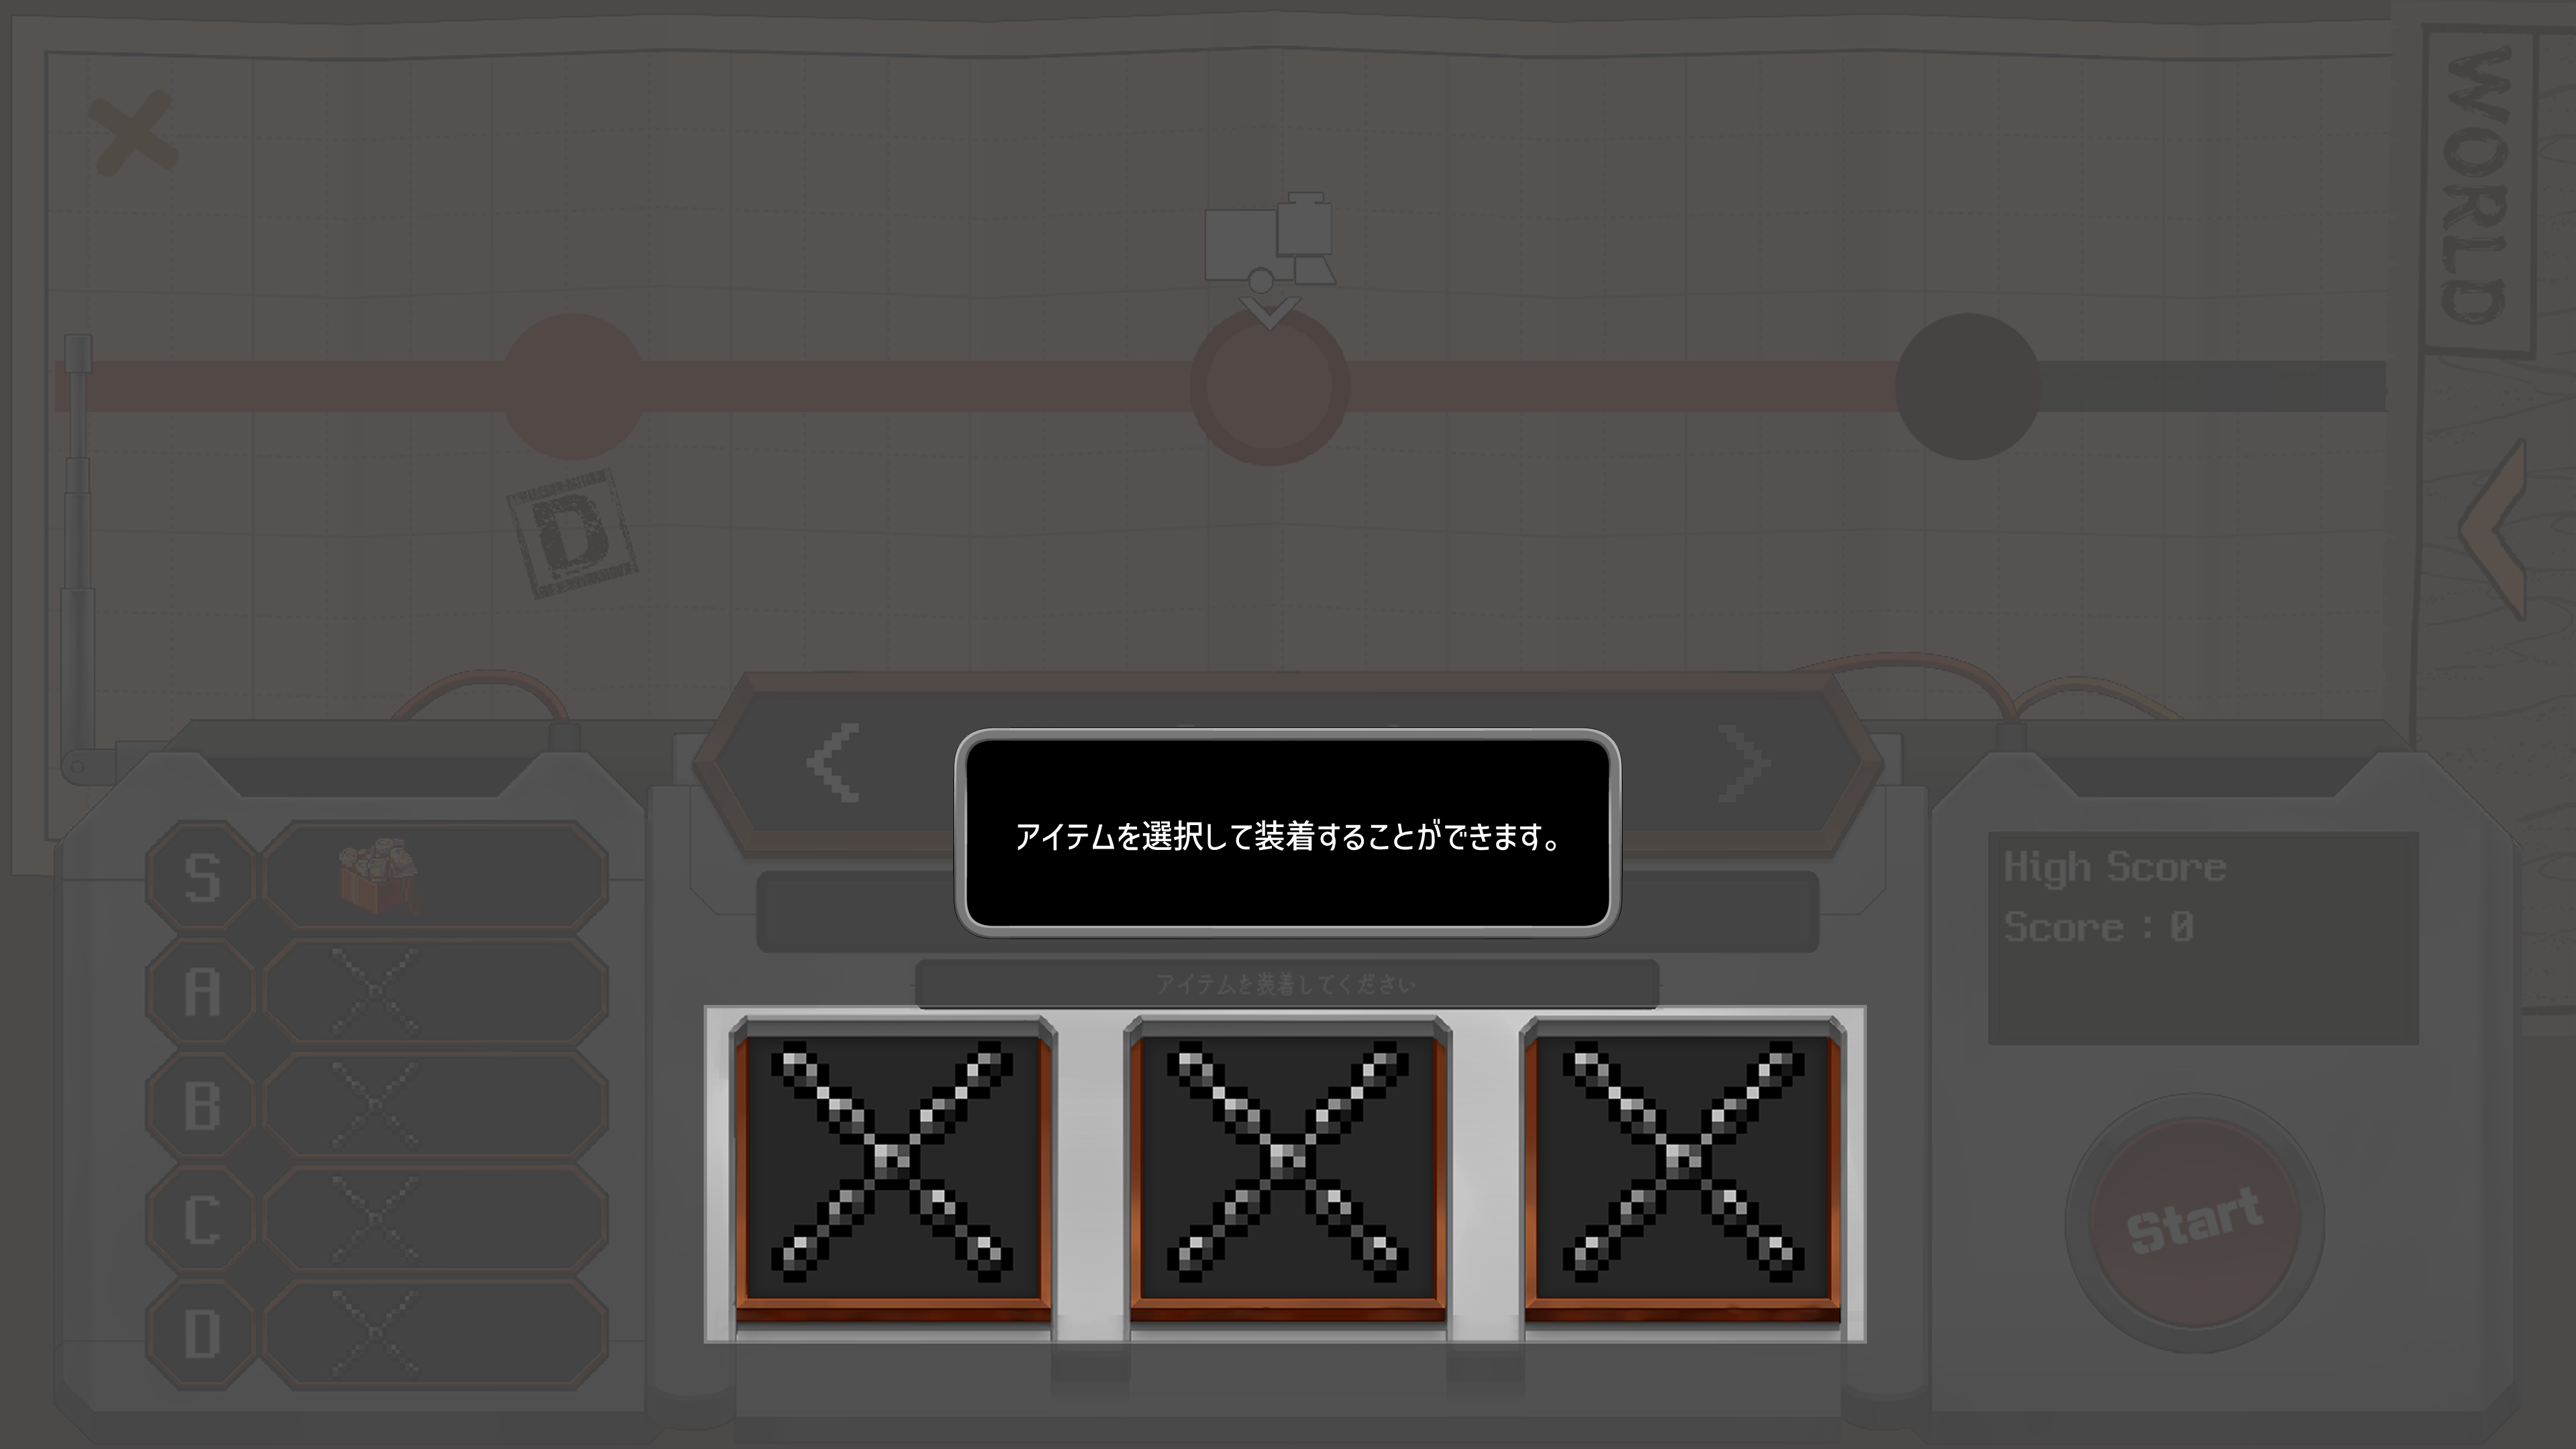 WORLD
D
アイテムを選択して装着することができます。
アイテムを装着してください
S
A
B
C
D
High Score
Score : 0
Start